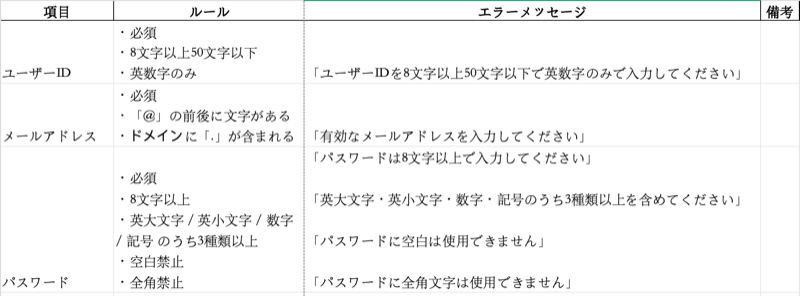 項目 ルール エラーメッセージ 備考
・必須
・8文字以上50文字以下
ユーザーID ・英数字のみ 「ユーザーIDを8文字以上50文字以下で英数字のみで入力してください」
・必須
・「@」の前後に文字がある
メールアドレス ・ドメインに「.」が含まれる 「有効なメールアドレスを入力してください」
「パスワードは8文字以上で入力してください」
・必須
・8文字以上 「英大文字・英小文字・数字・記号のうち3種類以上を含めてください」
・英大文字 / 英小文字 / 数字
/ 記号 のうち3種類以上 「パスワードに空白は使用できません」
・空白禁止
パスワード ・全角禁止 「パスワードに全角文字は使用できません」